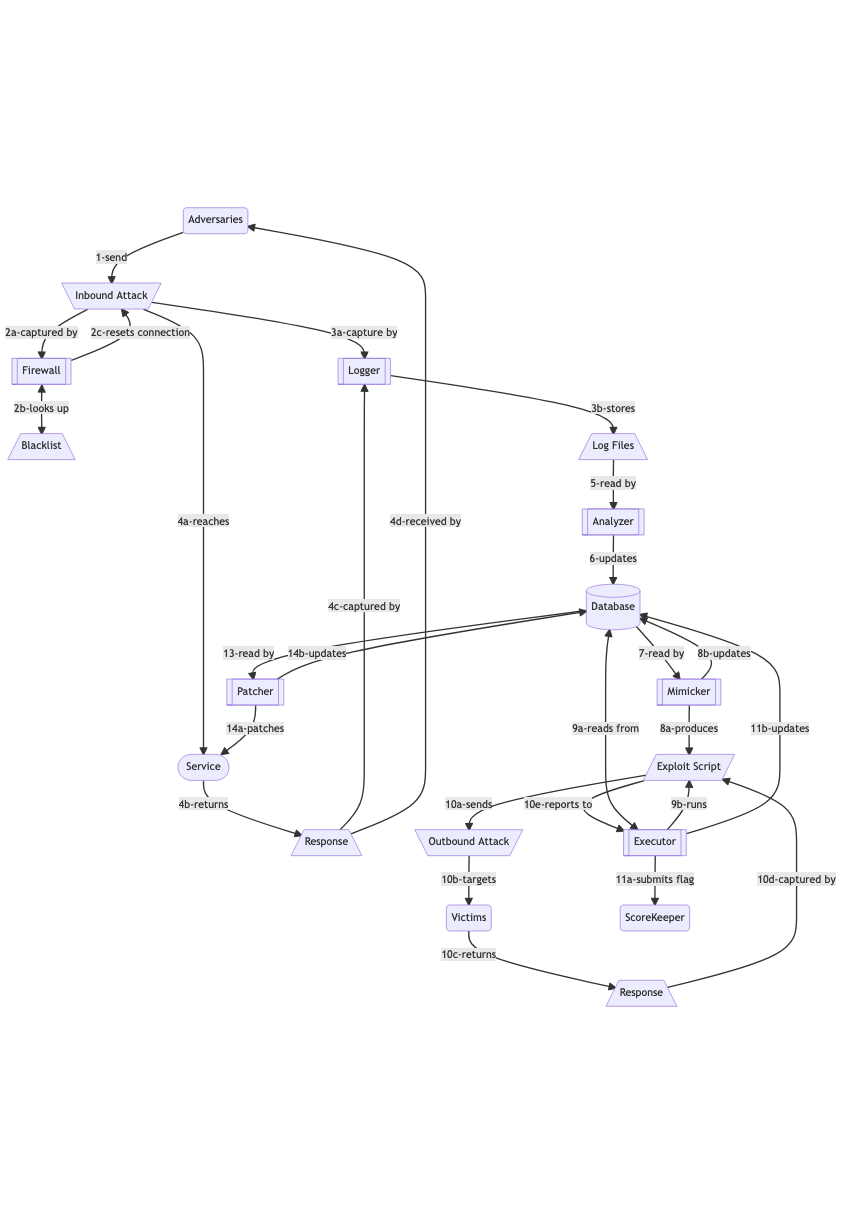 Adversaries
1-send
Inbound Attack
2a-captured by
2c-resets connection
3a-capture by
Firewall
Logger
2b-looks up
3b-stores
Blacklist
Log Files
5-read by
4a-reaches
4d-received by
Analyzer
6-updates
4c-captured by
Database
13-read by
14b-updates
7-read by
8b-updates
Patcher
Mimicker
14a-patches
9a-reads from
8a-produces
11b-updates
Service
Exploit Script
4b-returns
10a-sends
10e-reports to
9b-runs
Response
Outbound Attack
Executor
10b-targets
11a-submits flag
10d-captured by
Victims
ScoreKeeper
10c-returns
Response